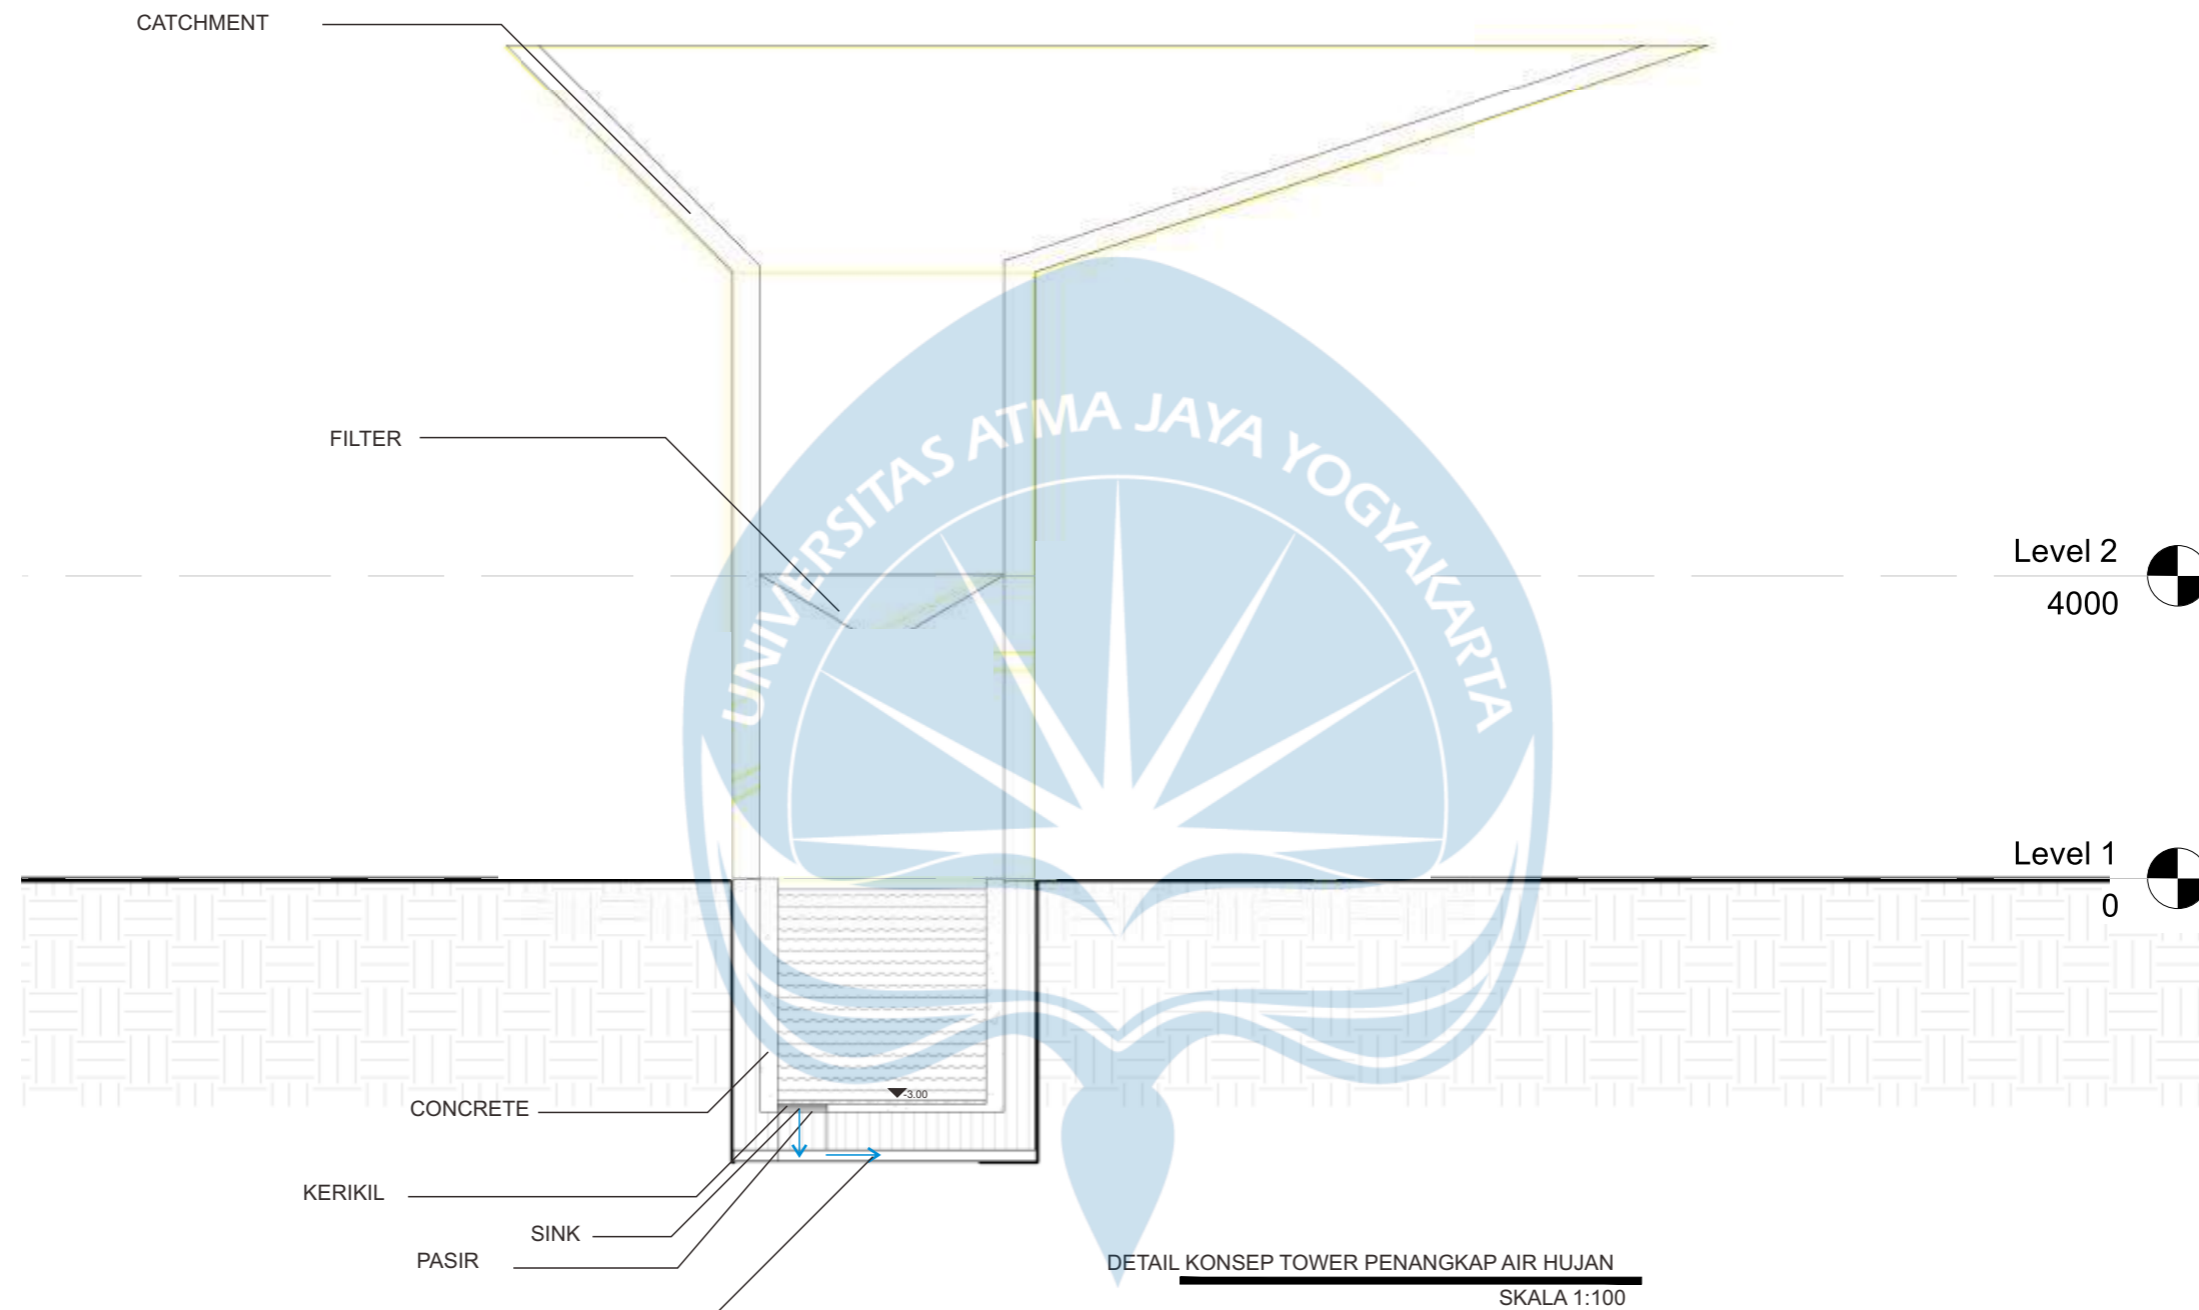 CATCHMENT
FILTER
UNIVERSITAS ATMA JAYA YOGYAKARTA
Level 2
4000
Level 1
0
-3.00
CONCRETE
KERIKIL
SINK
PASIR
DETAIL KONSEP TOWER PENANGKAP AIR HUJAN
SKALA 1:100